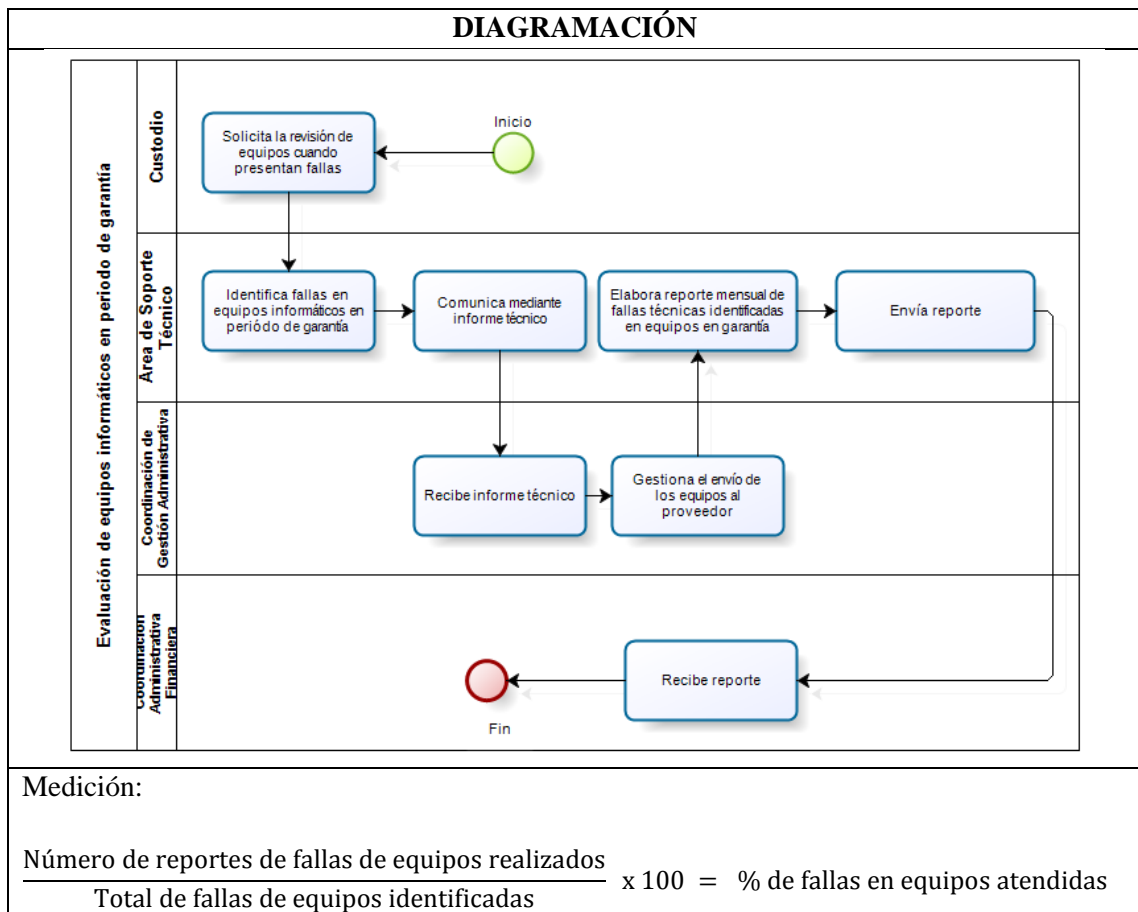 DIAGRAMACIÓN
Evaluación de equipos informáticos en periodo de garantía
Custodio
Inicio
Solicita la revisión de
equipos cuando
presentan fallas
Area de Soporte
Técnico
Identifica fallas en
equipos informáticos en
periódo de garantía
Comunica mediante
informe técnico
Elabora reporte mensual de
fallas técnicas identificadas
en equipos en garantía
Envía reporte
Coordinación de
Gestión Administrativa
Recibe informe técnico
Gestiona el envío de
los equipos al
proveedor
Coordinación
Administrativa
Financiera
Recibe reporte
Fin
Medición:
Número de reportes de fallas de equipos realizados
Total de fallas de equipos identificadas
x 100 = % de fallas en equipos atendidas